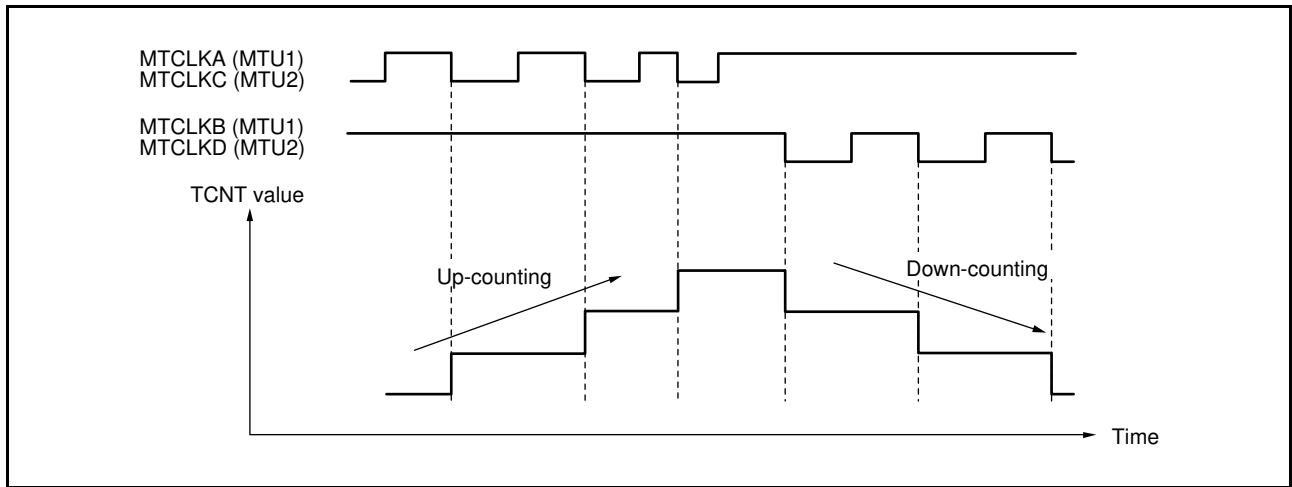 MTCLKA (MTU1)
MTCLKC (MTU2)
MTCLKB (MTU1)
MTCLKD (MTU2)
TCNT value
Up-counting
Down-counting
Time